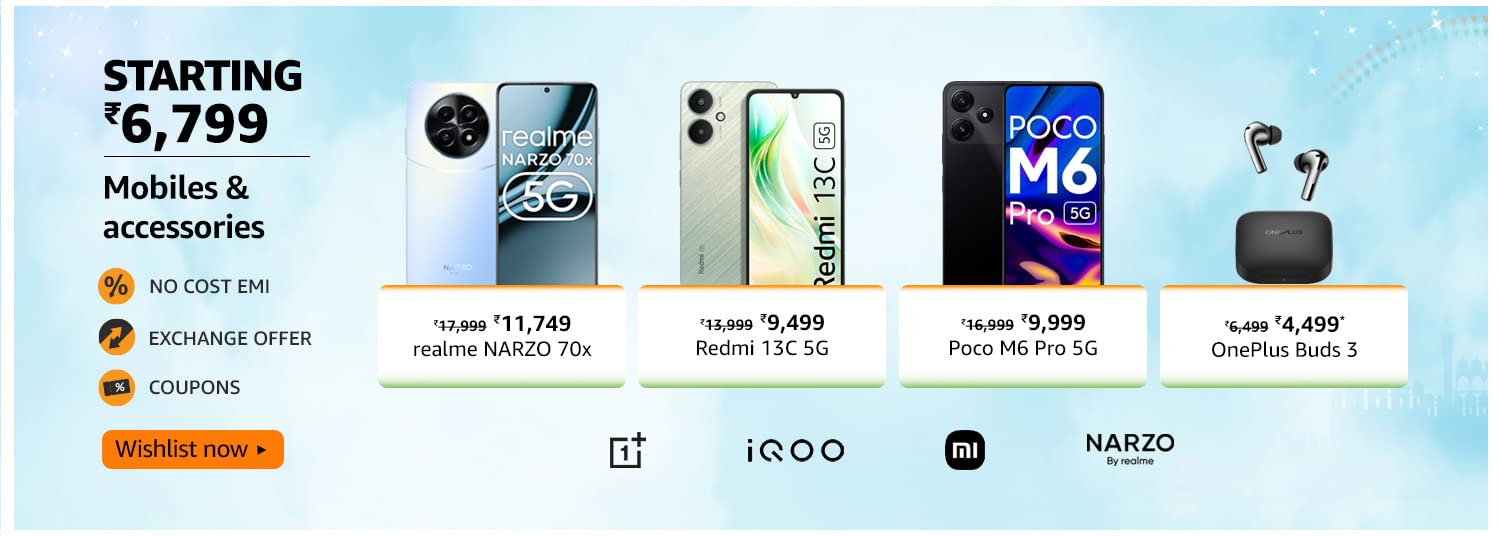 STARTING
₹6,799
Mobiles &
accessories
% NO COST EMI
EXCHANGE OFFER
% COUPONS
Wishlist now ▸
realme
NARZO 70x
5G
NARZO
₹17,999 ₹11,749
realme NARZO 70x
Redmi
Redmi 13C 5G
₹13,999 ₹9,499
Redmi 13C 5G
POCO
M6
Pro 5G
₹16,999 ₹9,999
Poco M6 Pro 5G
ONEPLUS
₹6,499 ₹4,499*
OnePlus Buds 3
1+
iQOO
mi
NARZO
By realme